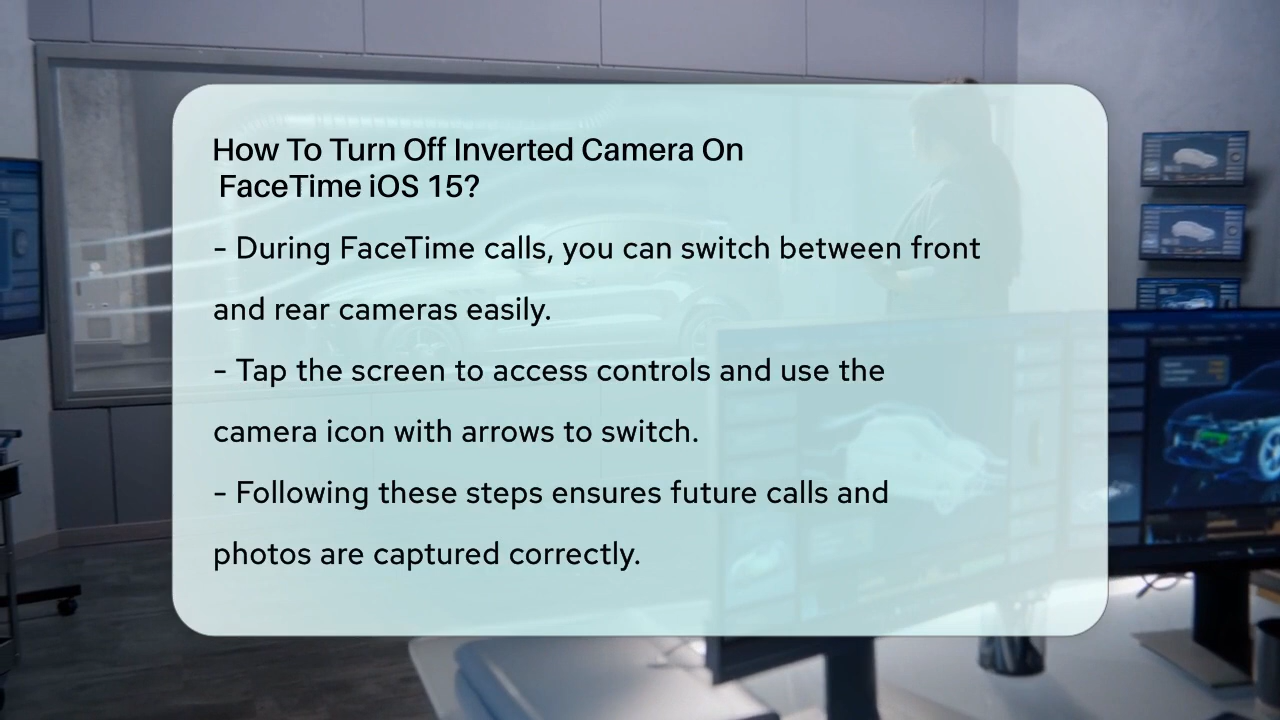 How To Turn Off Inverted Camera On
FaceTime iOS 15?
– During FaceTime calls, you can switch between front
and rear cameras easily.
– Tap the screen to access controls and use the
camera icon with arrows to switch.
– Following these steps ensures future calls and
photos are captured correctly.